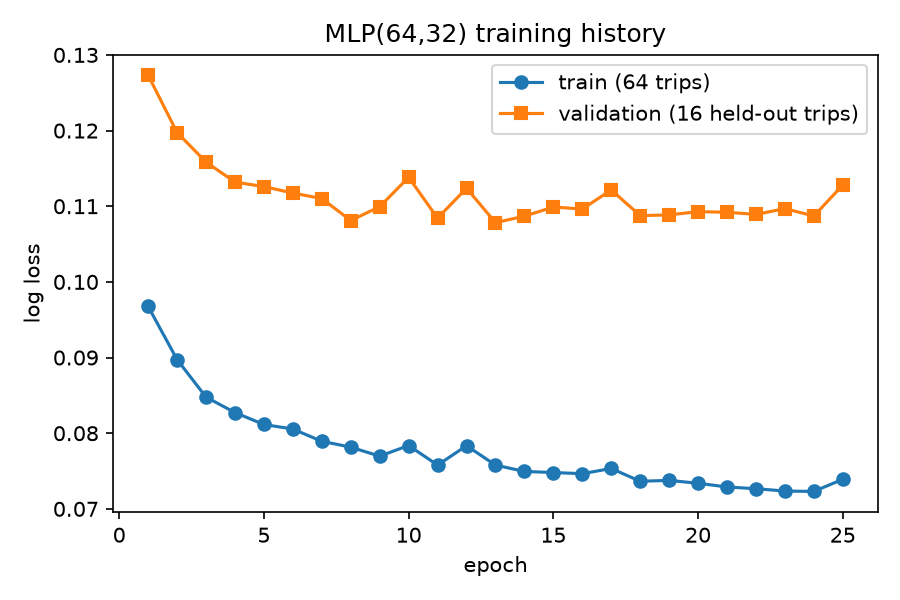 MLP(64,32) training history
0.13
0.12
0.11
0.10
0.09
0.08
0.07
log loss
train (64 trips)
validation (16 held-out trips)
0
5
10
15
20
25
epoch